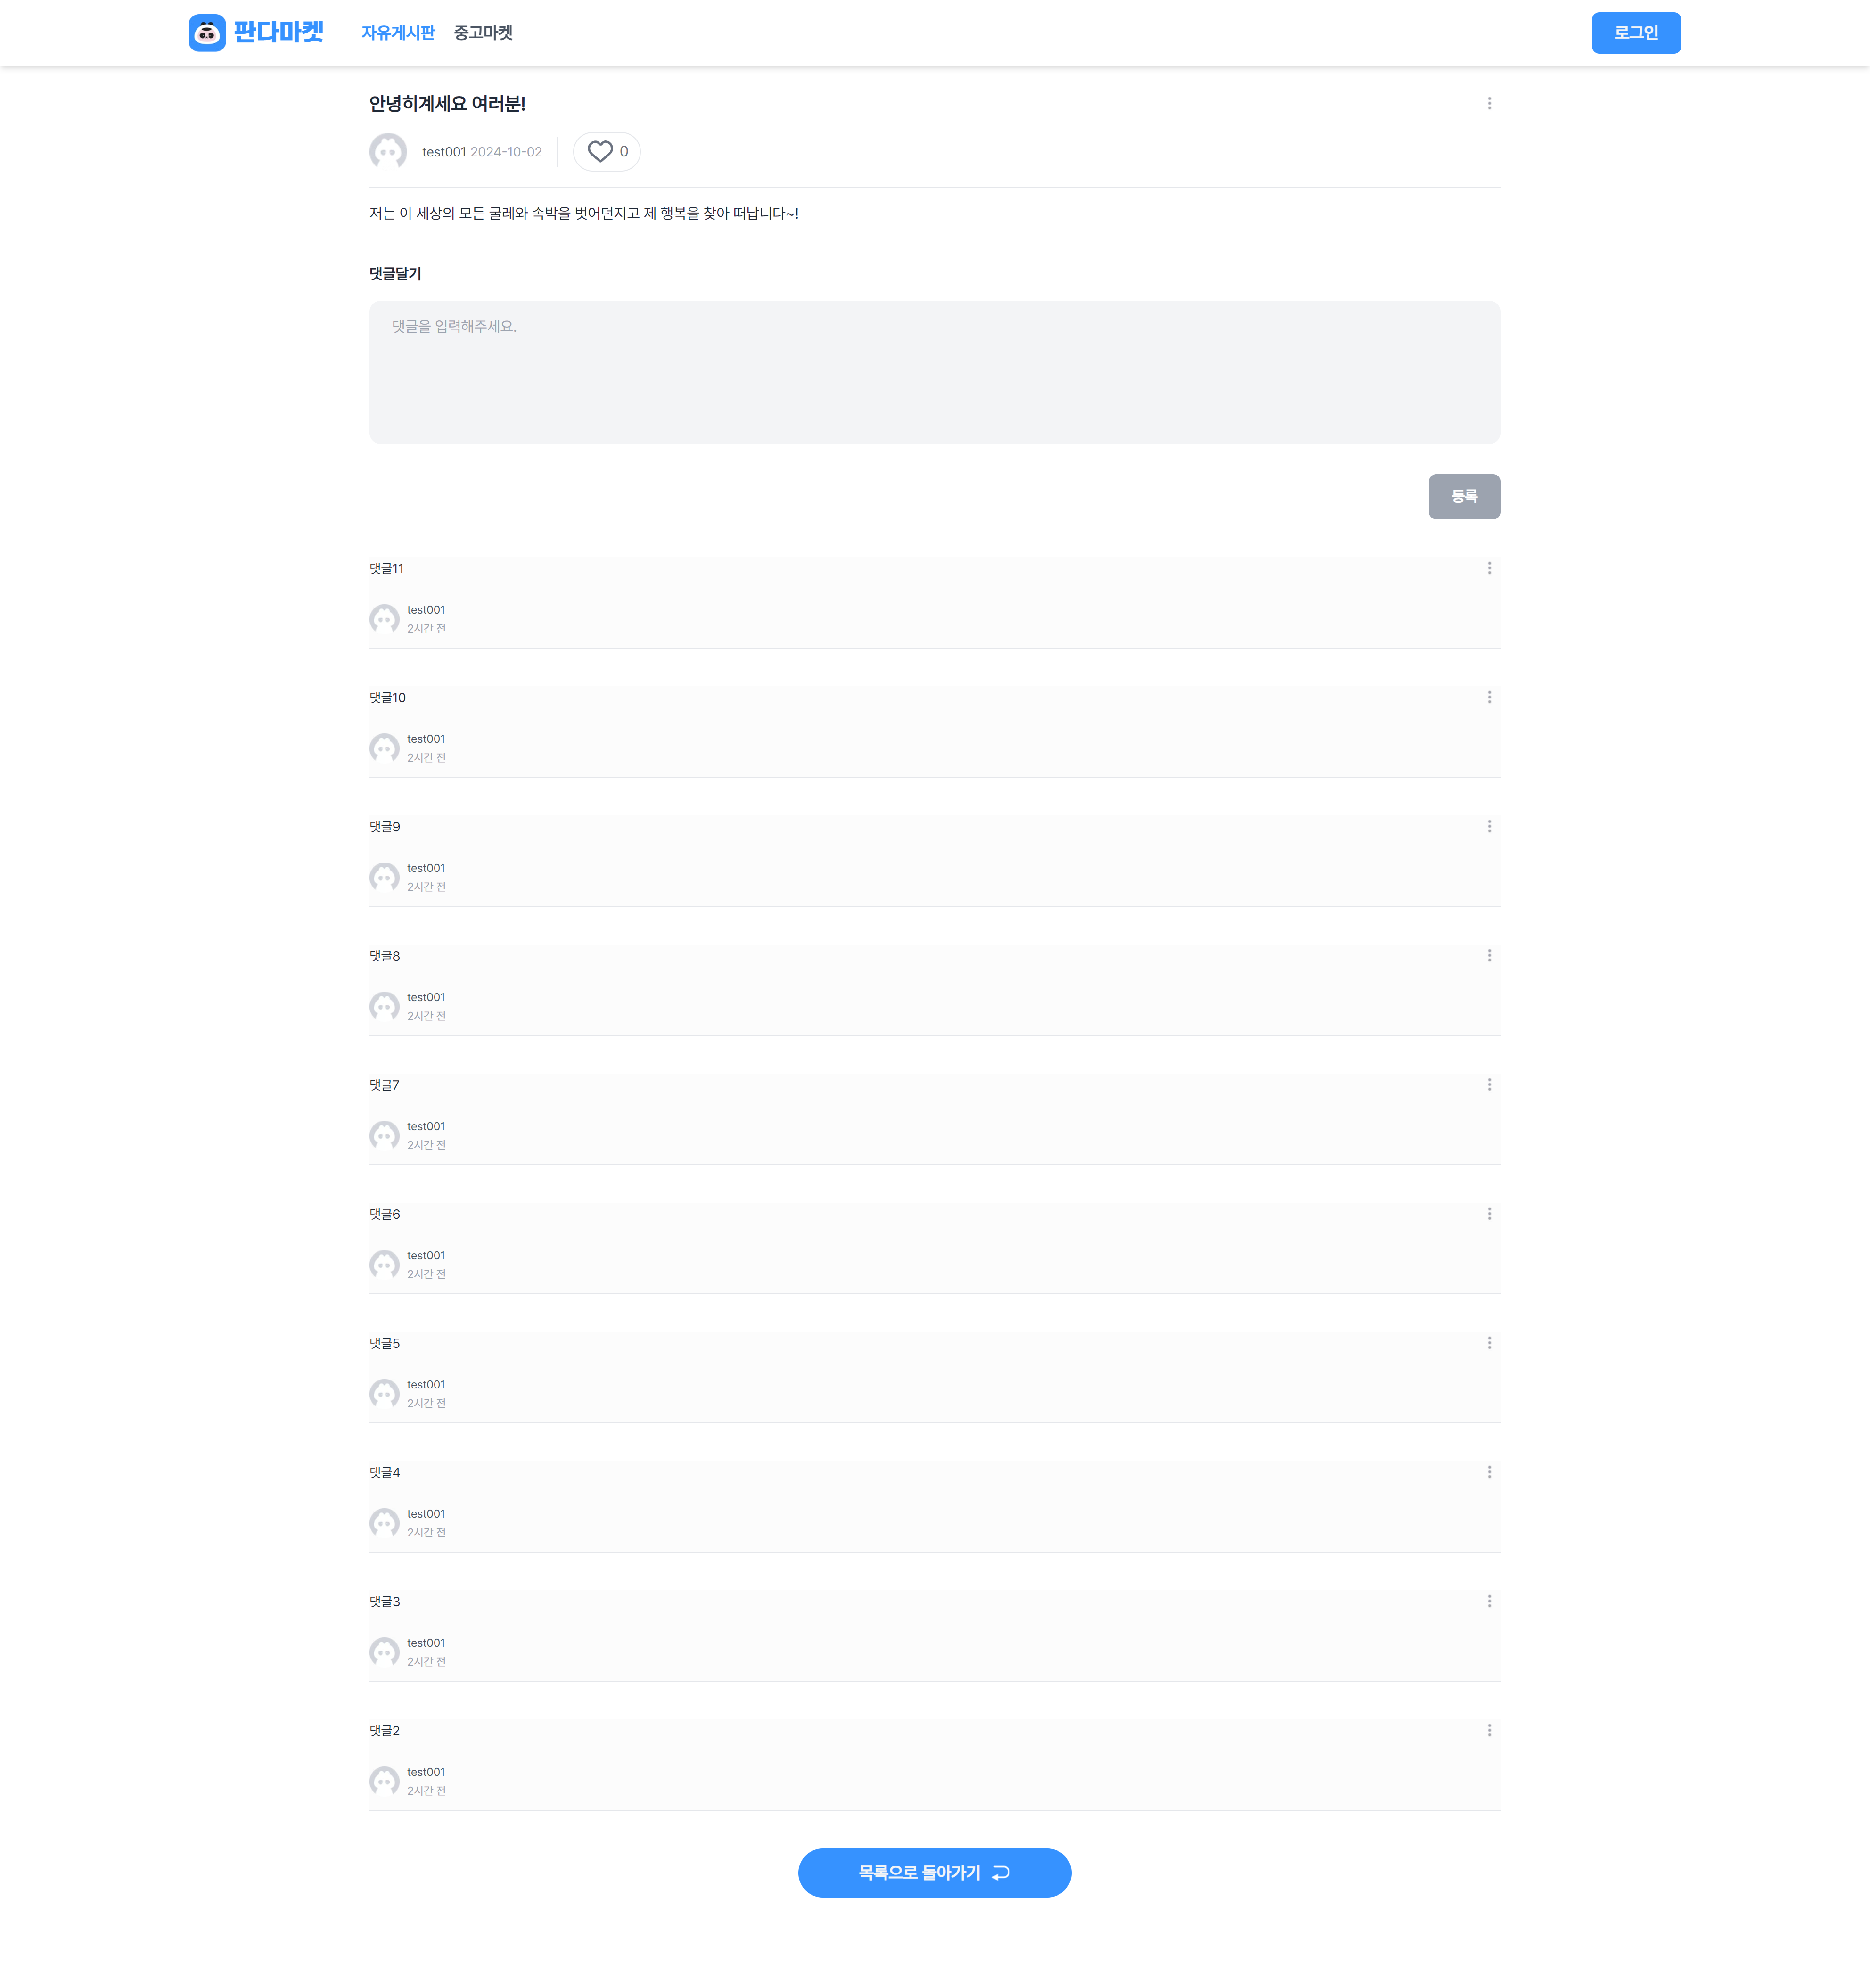 판다마켓 자유게시판 중고마켓 로그인
안녕히계세요 여러분!
test001 2024-10-02 0
저는 이 세상의 모든 굴레와 속박을 벗어던지고 제 행복을 찾아 떠납니다~!
댓글달기
댓글을 입력해주세요.
등록
댓글11
test001
2시간 전
댓글10
test001
2시간 전
댓글9
test001
2시간 전
댓글8
test001
2시간 전
댓글7
test001
2시간 전
댓글6
test001
2시간 전
댓글5
test001
2시간 전
댓글4
test001
2시간 전
댓글3
test001
2시간 전
댓글2
test001
2시간 전
목록으로 돌아가기